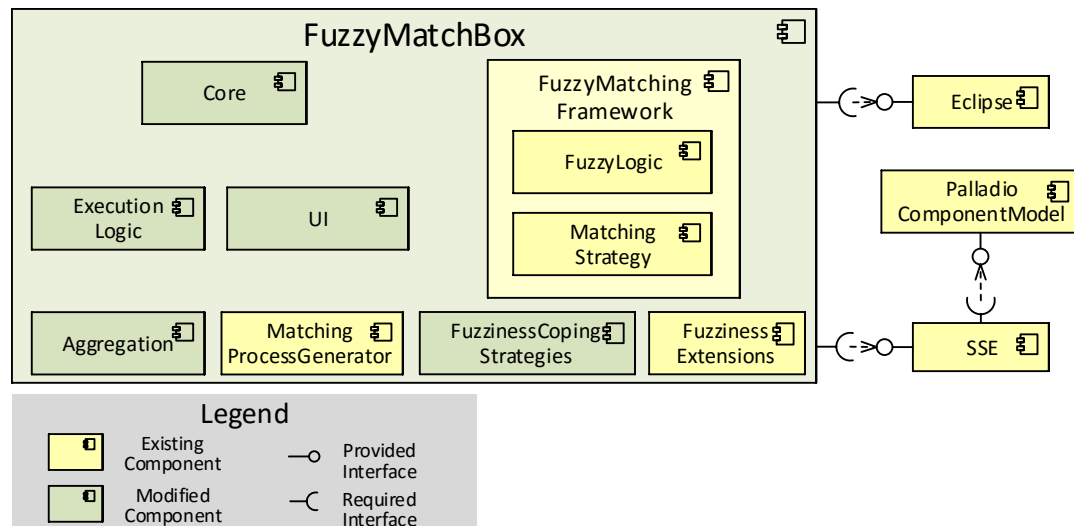 FuzzyMatchBox
Core
FuzzyMatching
Framework
FuzzyLogic
Matching
Strategy
Execution
Logic
UI
Aggregation
Matching
ProcessGenerator
FuzzinessCoping
Strategies
Fuzziness
Extensions
Eclipse
Palladio
ComponentModel
SSE
Legend
Existing
Component
Provided
Interface
Modified
Component
Required
Interface